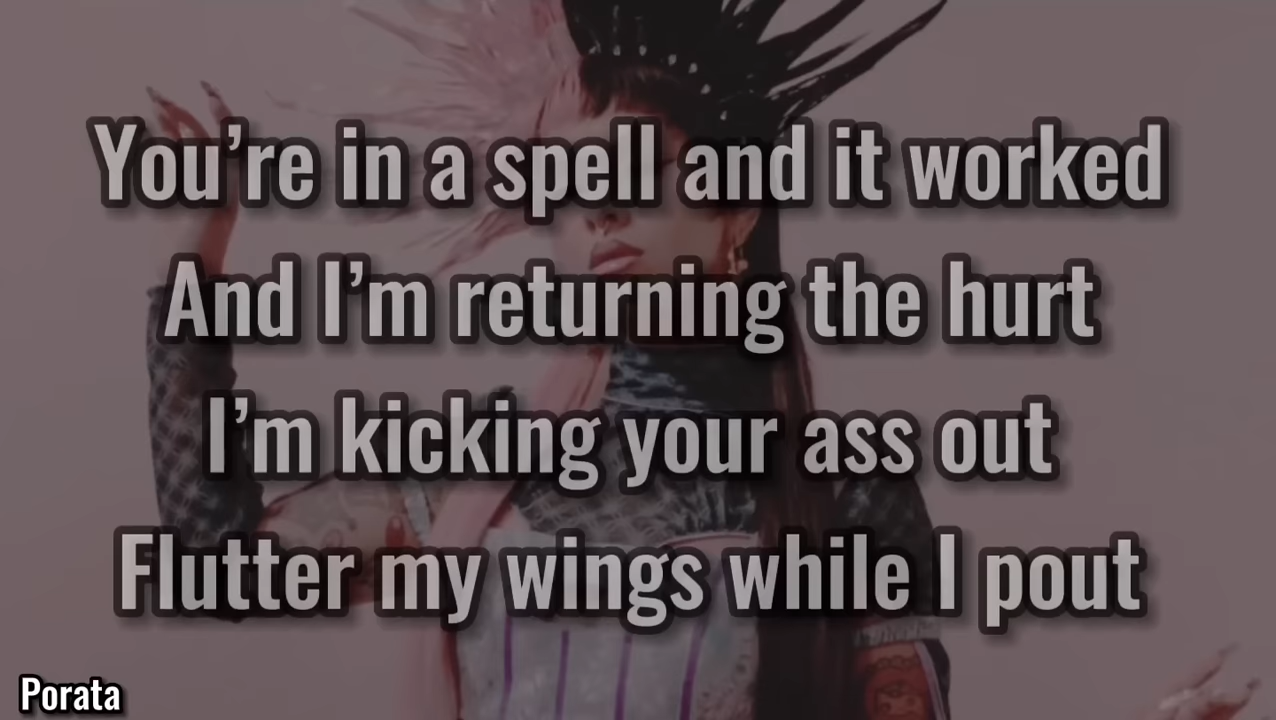 You’re in a spell and it worked
And I’m returning the hurt
I’m kicking your ass out
Flutter my wings while I pout
Porata